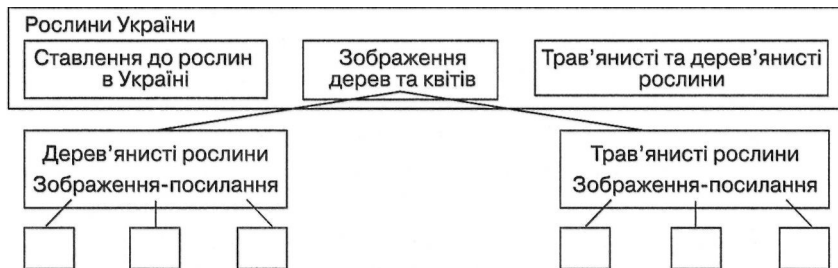 Рослини України
Ставлення до рослин
в Україні
Зображення
дерев та квітів
Трав’янисті та дерев’янисті
рослини
Дерев’янисті рослини
Зображення-посилання
Трав’янисті рослини
Зображення-посилання